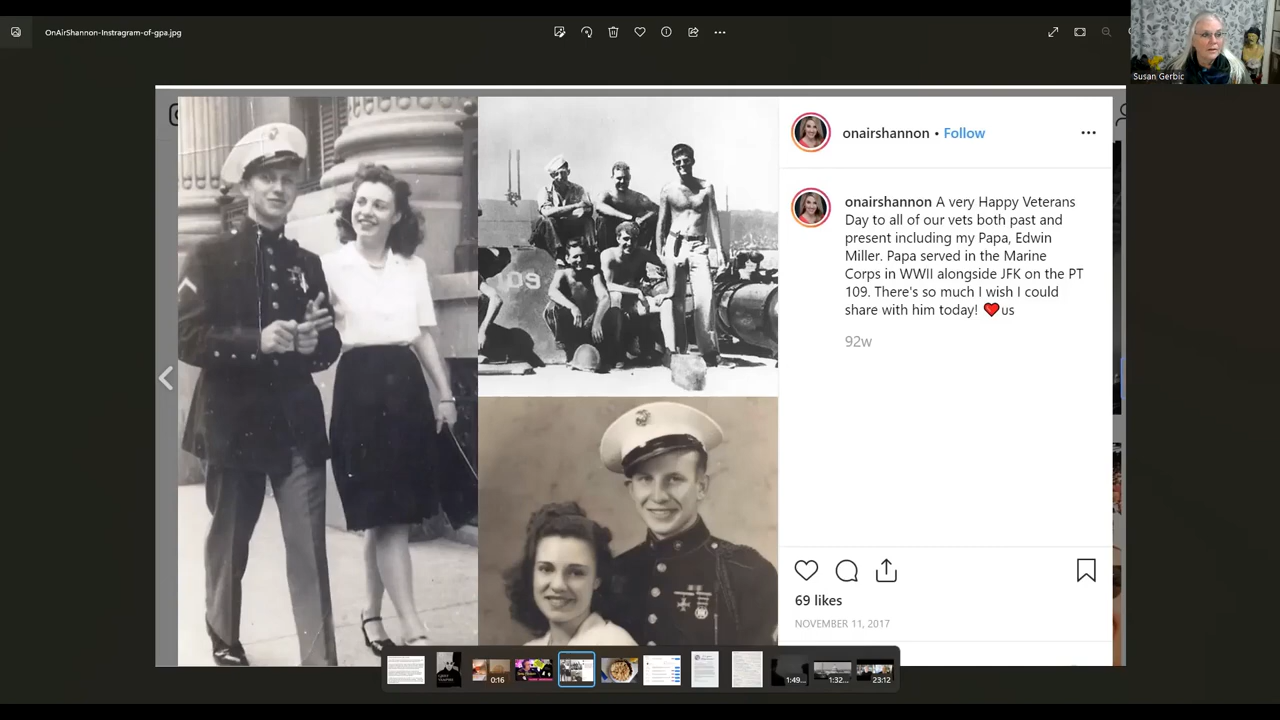 OnAirShannon-Instragram-of-gpa.jpg
Susan Gerbic
onairshannon • Follow
onairshannon A very Happy Veterans
Day to all of our vets both past and
present including my Papa, Edwin
Miller. Papa served in the Marine
Corps in WWII alongside JFK on the PT
109. There's so much I wish I could
share with him today! ❤️us
92w
09
69 likes
NOVEMBER 11, 2017
0:16
1:49...
1:32...
23:12